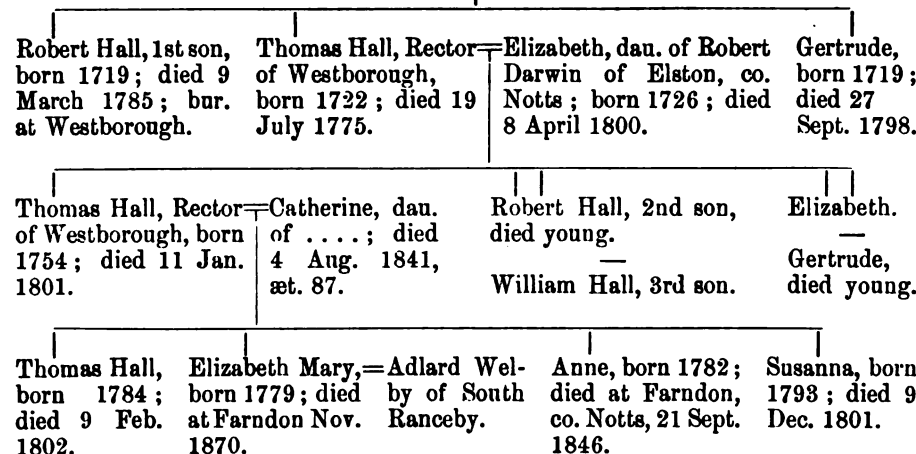 Robert Hall, 1st son,
born 1719; died 9
March 1785; bur.
at Westborough.
Thomas Hall, Rector
of Westborough,
born 1722; died 19
July 1775.
Elizabeth, dau. of Robert
Darwin of Elston, co.
Notts; born 1726; died
8 April 1800.
Gertrude,
born 1719;
died 27
Sept. 1798.
Thomas Hall, Rector
of Westborough, born
1754; died 11 Jan.
1801.
Catherine, dau.
of ....; died
4 Aug. 1841,
æt. 87.
Robert Hall, 2nd son,
died young.
William Hall, 3rd son.
Elizabeth.
Gertrude,
died young.
Thomas Hall,
born 1784;
died 9 Feb.
1802.
Elizabeth Mary,=
born 1779; died
at Farndon Nov.
1870.
Adlard Wel-
by of South
Ranceby.
Anne, born 1782;
died at Farndon,
co. Notts, 21 Sept.
1846.
Susanna, born
1793; died 9
Dec. 1801.